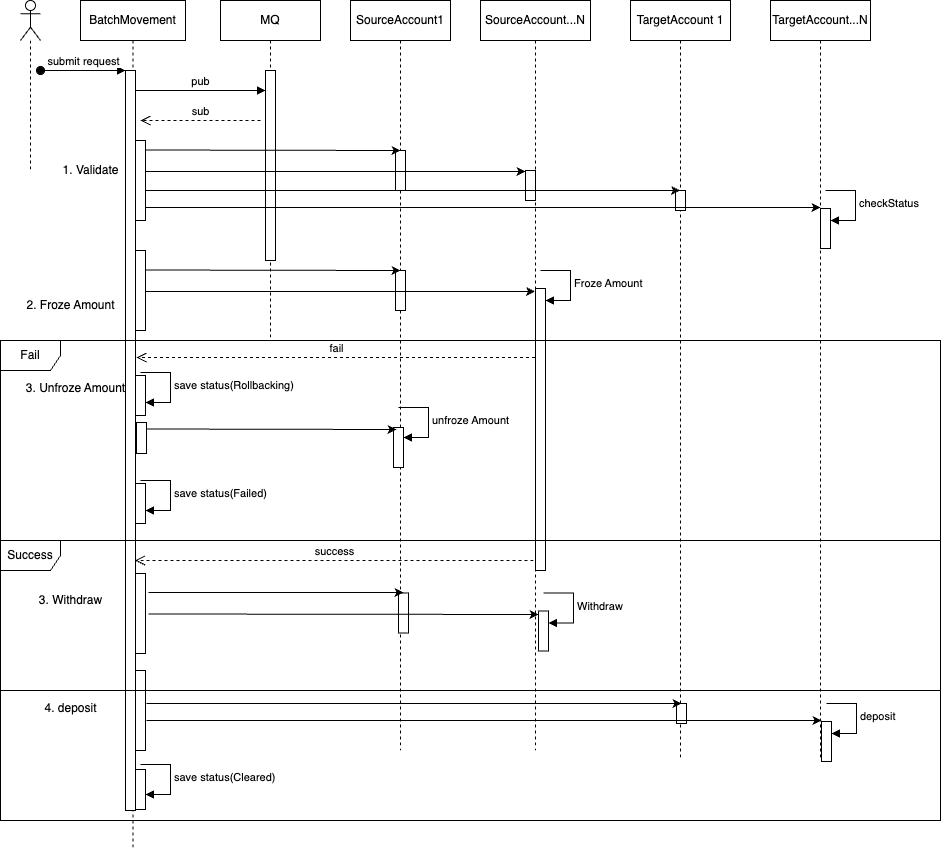 BatchMovement
MQ
SourceAccount1
SourceAccount...N
TargetAccount 1
TargetAccount...N
submit request
pub
sub
1. Validate
checkStatus
Froze Amount
2. Froze Amount
Fail
fail
3. Unfroze Amount
save status(Rollbacking)
unfroze Amount
save status(Failed)
Success
success
3. Withdraw
Withdraw
4. deposit
deposit
save status(Cleared)